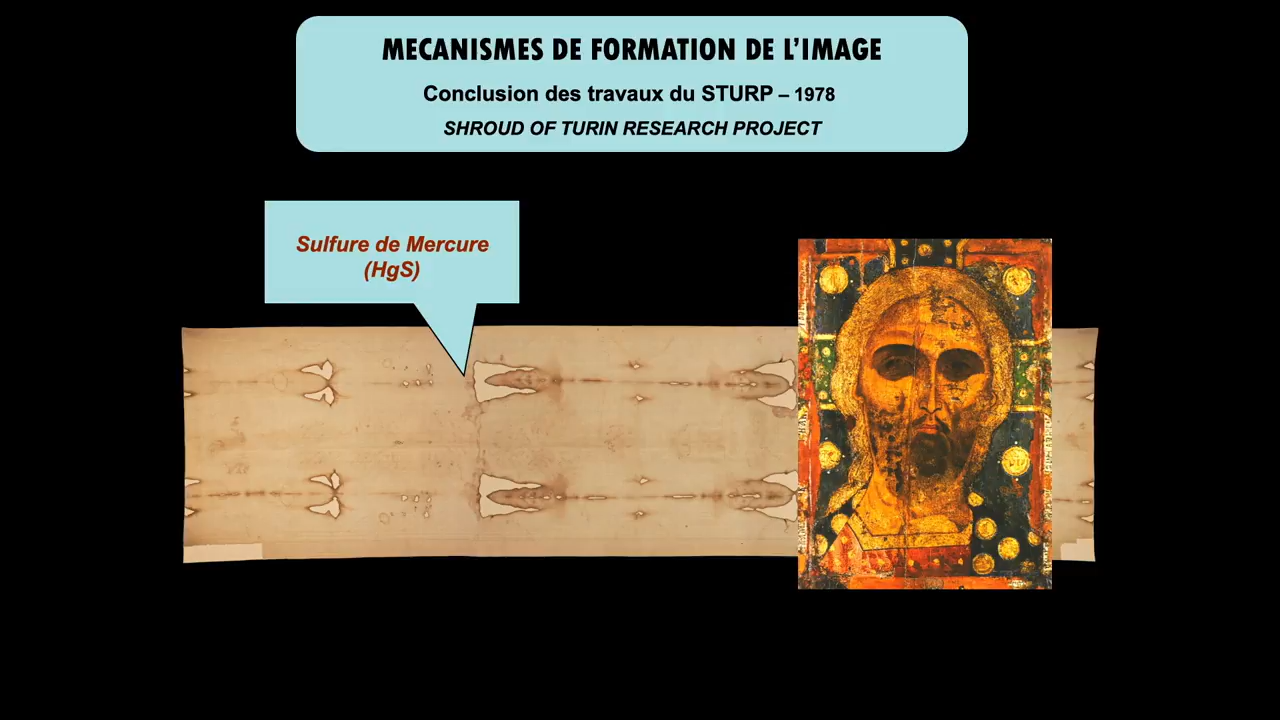 MECANISMES DE FORMATION DE L'IMAGE
Conclusion des travaux du STURP – 1978
SHROUD OF TURIN RESEARCH PROJECT
Sulfure de Mercure
(HgS)